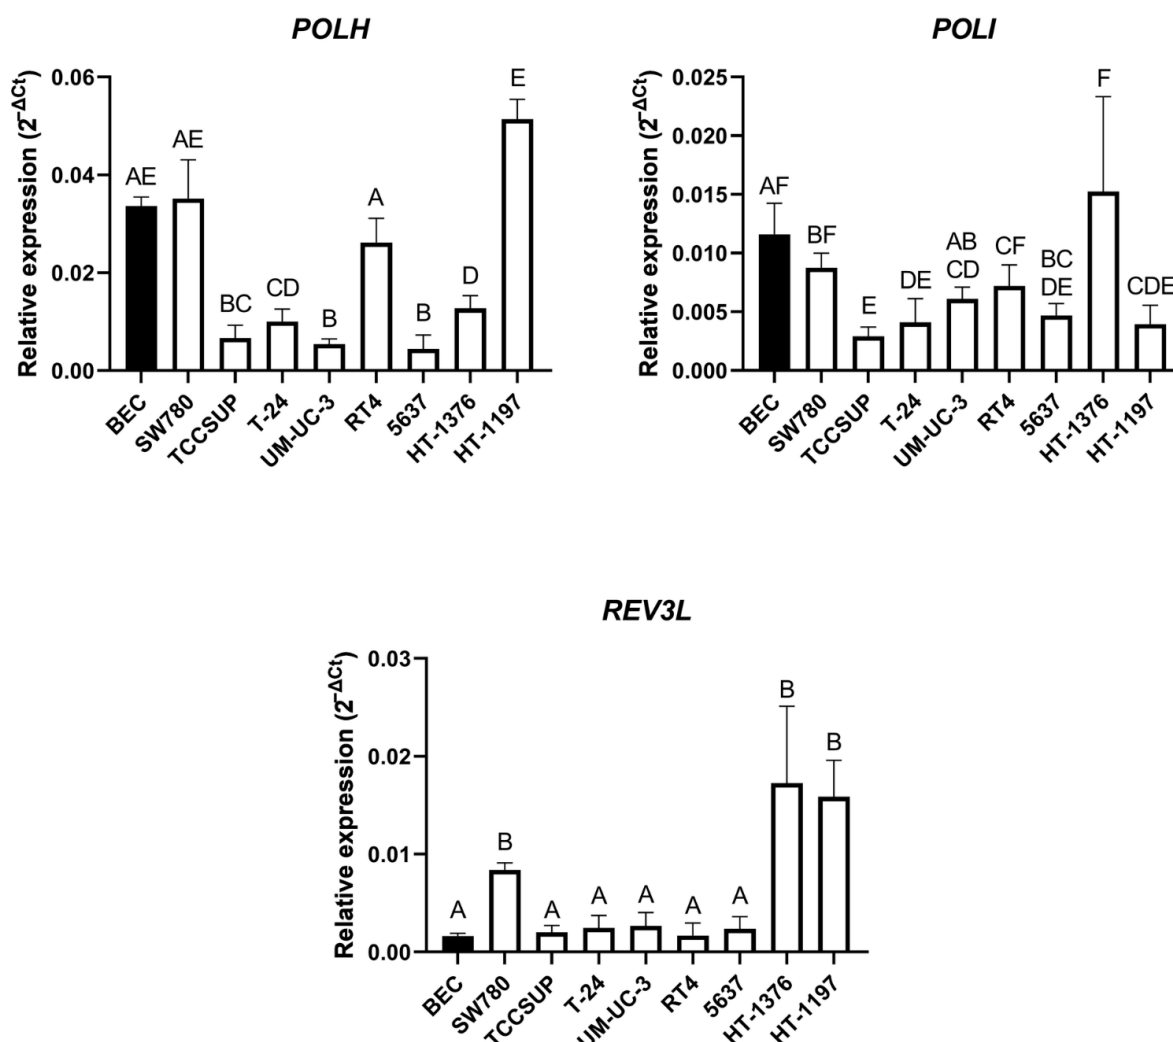 POLH
Relative expression (2⁻ΔCt)
0.06
0.04
0.02
0.00
AE
AE
BC
CD
B
A
B
D
E
BEC
SW780
TCCSUP
T-24
UM-UC-3
RT4
5637
HT-1376
HT-1197
POLI
Relative expression (2⁻ΔCt)
0.025
0.020
0.015
0.010
0.005
0.000
AF
BF
E
DE
AB
CD
CF
BC
DE
F
CDE
BEC
SW780
TCCSUP
T-24
UM-UC-3
RT4
5637
HT-1376
HT-1197
REV3L
Relative expression (2⁻ΔCt)
0.03
0.02
0.01
0.00
A
B
A
A
A
A
A
B
B
BEC
SW780
TCCSUP
T-24
UM-UC-3
RT4
5637
HT-1376
HT-1197